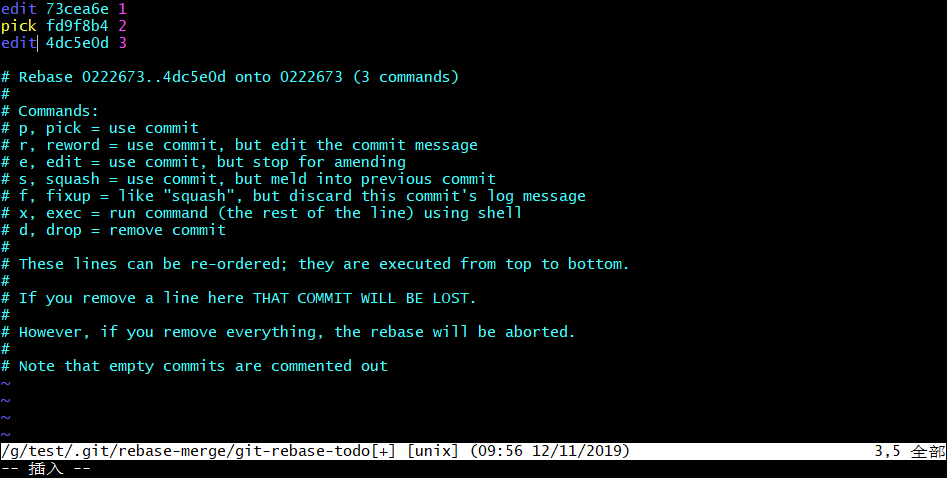 edit 73cea6e 1
pick fd9f8b4 2
edit 4dc5e0d 3
# Rebase 0222673..4dc5e0d onto 0222673 (3 commands)
#
# Commands:
# p, pick = use commit
# r, reword = use commit, but edit the commit message
# e, edit = use commit, but stop for amending
# s, squash = use commit, but meld into previous commit
# f, fixup = like "squash", but discard this commit's log message
# x, exec = run command (the rest of the line) using shell
# d, drop = remove commit
#
# These lines can be re-ordered; they are executed from top to bottom.
#
# If you remove a line here THAT COMMIT WILL BE LOST.
#
# However, if you remove everything, the rebase will be aborted.
#
# Note that empty commits are commented out
~
~
~
~
/g/test/.git/rebase-merge/git-rebase-todo[+] [unix] (09:56 12/11/2019) 3,5 全部
-- 插入 --